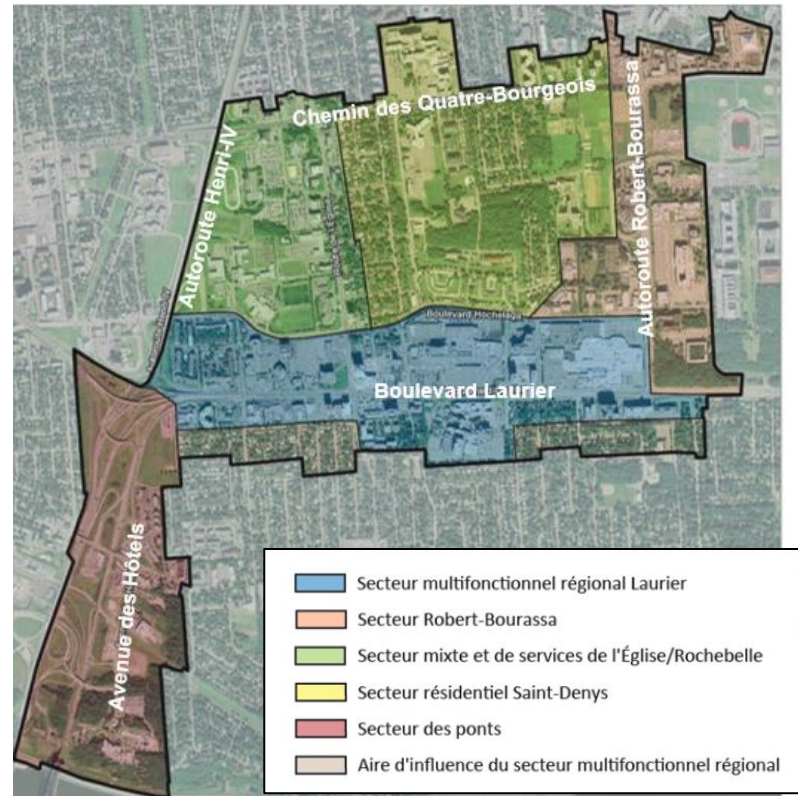 Chemin des Quatre-Bourgeois
Autoroute Henri-IV
Autoroute Robert-Bourassa
Boulevard Hochelaga
Boulevard Laurier
Avenue des Hôtels
Secteur multifonctionnel régional Laurier
Secteur Robert-Bourassa
Secteur mixte et de services de l'Église/Rochebelle
Secteur résidentiel Saint-Denys
Secteur des ponts
Aire d'influence du secteur multifonctionnel régional